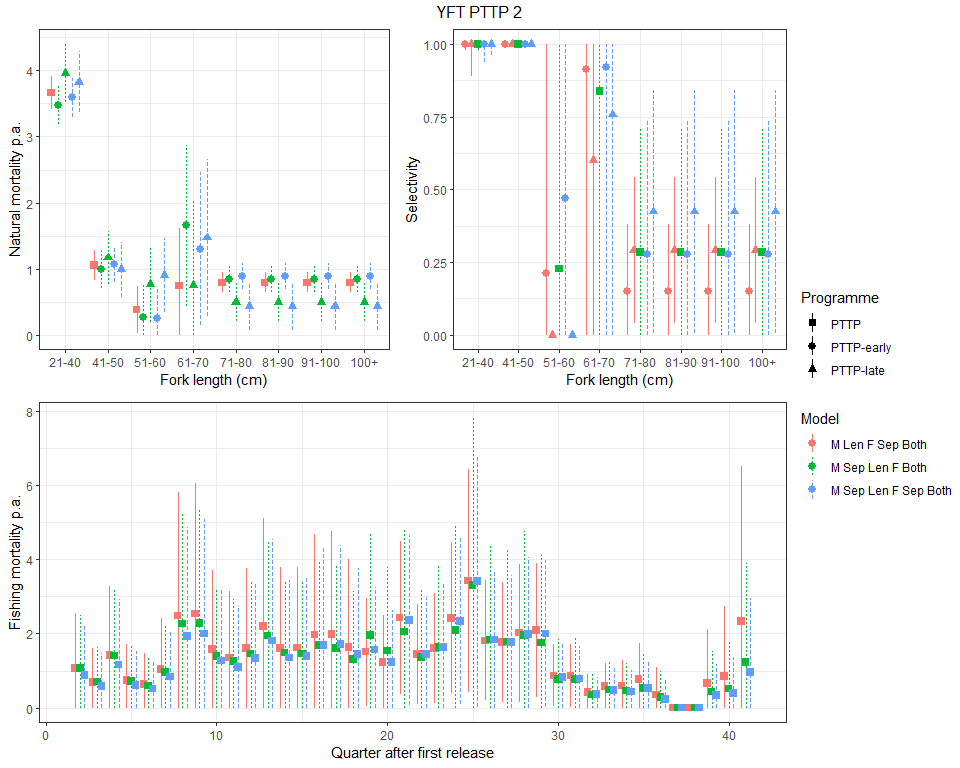 YFT PTTP 2
Natural mortality p.a.
4
3
2
1
0
21-40 41-50 51-60 61-70 71-80 81-90 91-100 100+
Fork length (cm)
Selectivity
1.00
0.75
0.50
0.25
0.00
21-40 41-50 51-60 61-70 71-80 81-90 91-100 100+
Fork length (cm)
Programme
PTTP
PTTP-early
PTTP-late
Model
M Len F Sep Both
M Sep Len F Both
M Sep Len F Sep Both
Fishing mortality p.a.
8
6
4
2
0
0 10 20 30 40
Quarter after first release